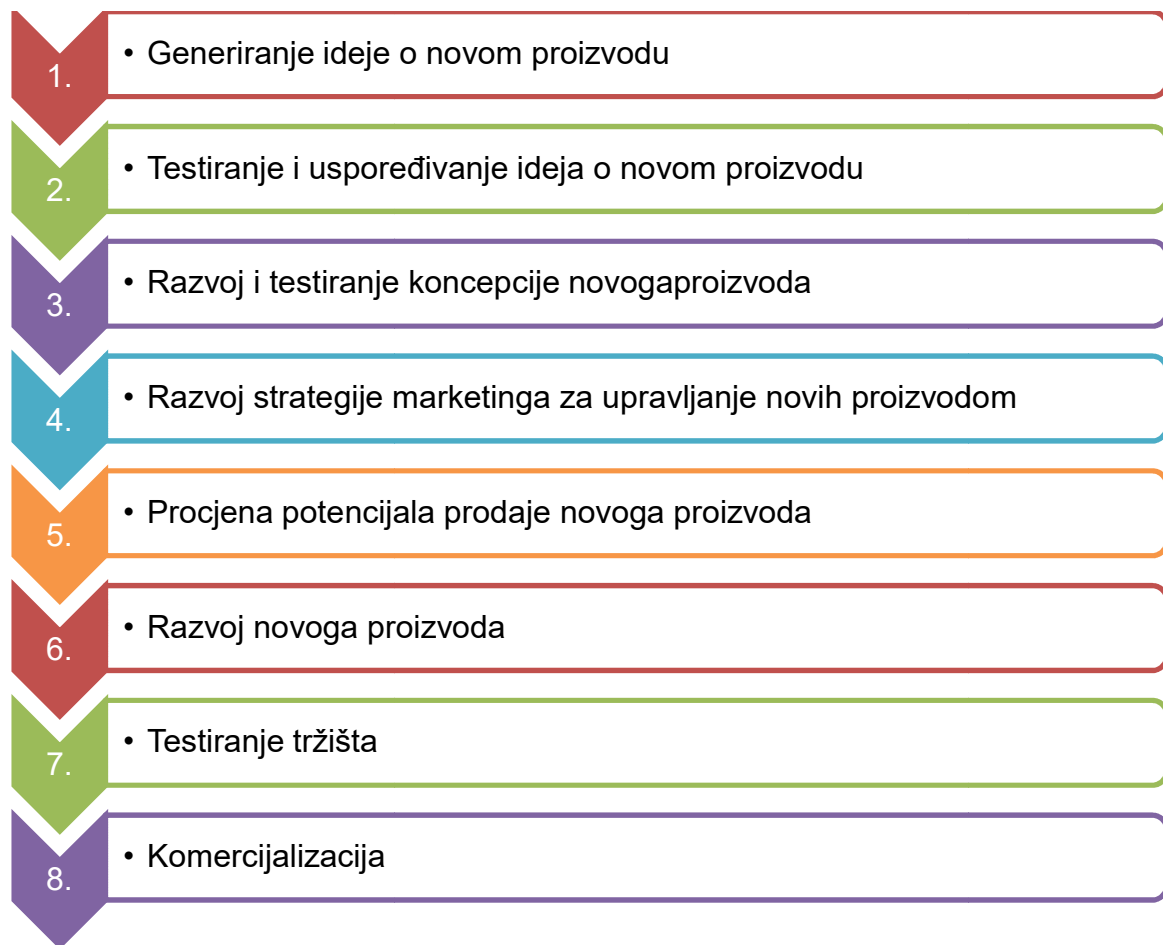 1. • Generiranje ideje o novom proizvodu
2. • Testiranje i uspoređivanje ideja o novom proizvodu
3. • Razvoj i testiranje koncepcije novogaproizvoda
4. • Razvoj strategije marketinga za upravljanje novih proizvodom
5. • Procjena potencijala prodaje novoga proizvoda
6. • Razvoj novoga proizvoda
7. • Testiranje tržišta
8. • Komercijalizacija